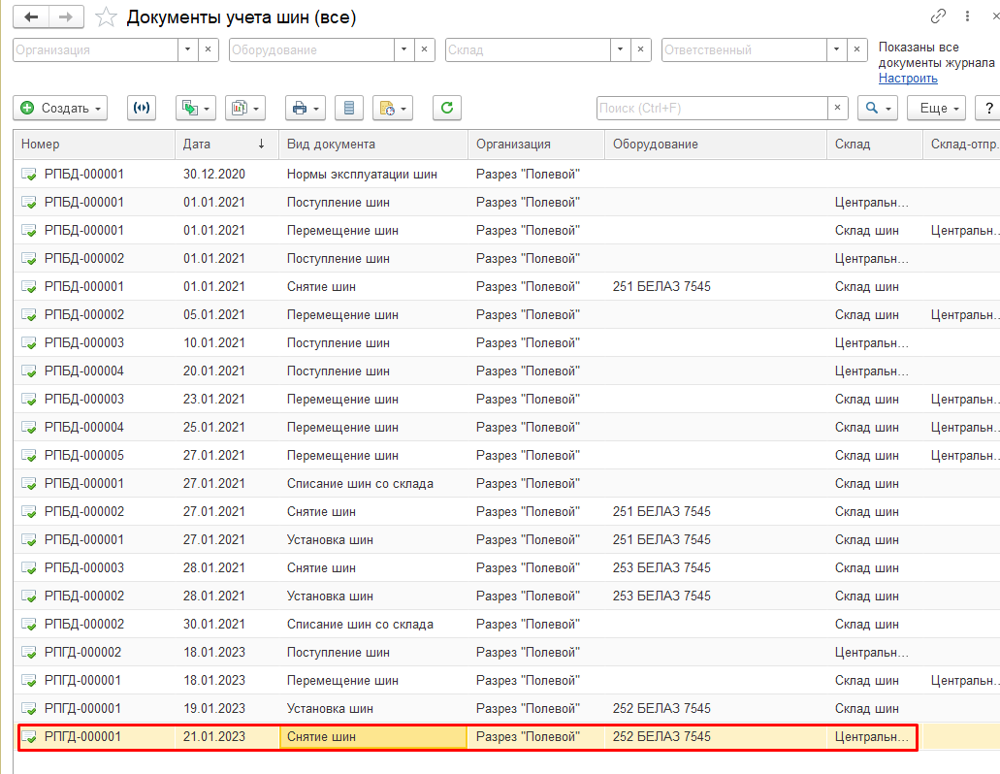 Документы учета шин (все)
Организация Оборудование Склад Ответственный Показаны все
документы журнала
Настроить
Создать Поиск (Ctrl+F) Еще ?
Номер Дата ↓ Вид документа Организация Оборудование Склад Склад-отпр.
РПБД-000001 30.12.2020 Нормы эксплуатации шин Разрез "Полевой"
РПБД-000001 01.01.2021 Поступление шин Разрез "Полевой" Центральн...
РПБД-000001 01.01.2021 Перемещение шин Разрез "Полевой" Склад шин Центральн...
РПБД-000002 01.01.2021 Поступление шин Разрез "Полевой" Центральн...
РПБД-000001 01.01.2021 Снятие шин Разрез "Полевой" 251 БЕЛАЗ 7545 Склад шин
РПБД-000002 05.01.2021 Перемещение шин Разрез "Полевой" Склад шин Центральн...
РПБД-000003 10.01.2021 Поступление шин Разрез "Полевой" Центральн...
РПБД-000004 20.01.2021 Поступление шин Разрез "Полевой" Центральн...
РПБД-000003 23.01.2021 Перемещение шин Разрез "Полевой" Склад шин Центральн...
РПБД-000004 25.01.2021 Перемещение шин Разрез "Полевой" Склад шин Центральн...
РПБД-000005 27.01.2021 Перемещение шин Разрез "Полевой" Склад шин Центральн...
РПБД-000001 27.01.2021 Списание шин со склада Разрез "Полевой" Склад шин
РПБД-000002 27.01.2021 Снятие шин Разрез "Полевой" 251 БЕЛАЗ 7545 Склад шин
РПБД-000001 27.01.2021 Установка шин Разрез "Полевой" 251 БЕЛАЗ 7545 Склад шин
РПБД-000003 28.01.2021 Снятие шин Разрез "Полевой" 253 БЕЛАЗ 7545 Склад шин
РПБД-000002 28.01.2021 Установка шин Разрез "Полевой" 253 БЕЛАЗ 7545 Склад шин
РПБД-000002 30.01.2021 Списание шин со склада Разрез "Полевой" Склад шин
РПГД-000002 18.01.2023 Поступление шин Разрез "Полевой" Центральн...
РПГД-000001 18.01.2023 Перемещение шин Разрез "Полевой" Склад шин Центральн...
РПГД-000001 19.01.2023 Установка шин Разрез "Полевой" 252 БЕЛАЗ 7545 Склад шин
РПГД-000001 21.01.2023 Снятие шин Разрез "Полевой" 252 БЕЛАЗ 7545 Центральн...